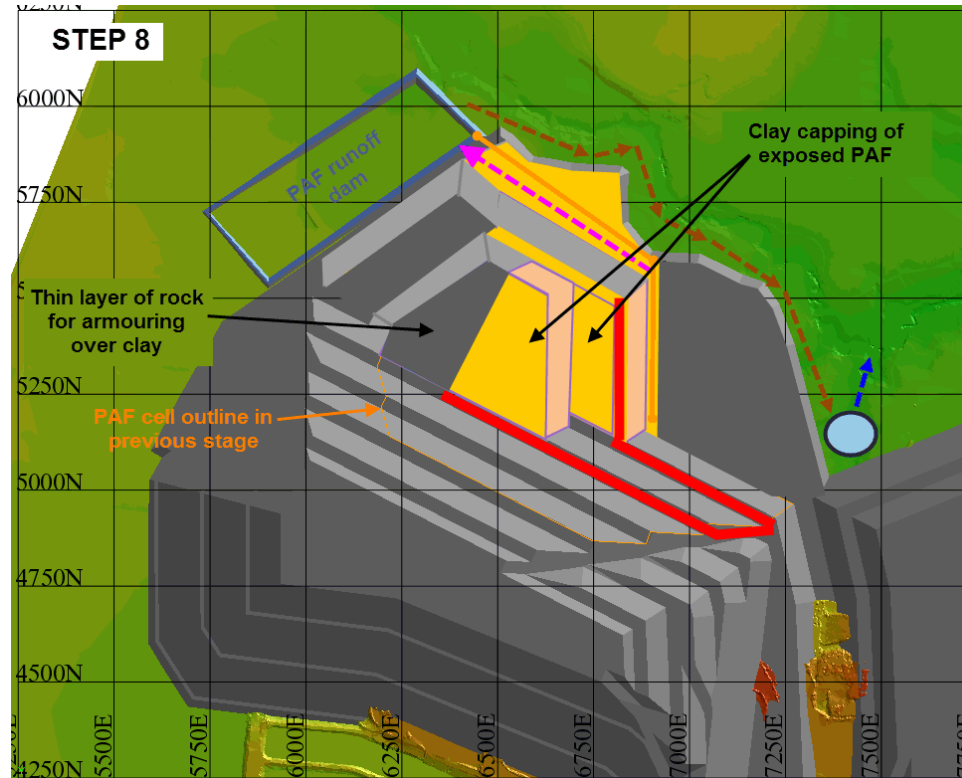 6250N
STEP 8
6000N
Clay capping of
exposed PAF
PAF runoff
dam
5750N
Thin layer of rock
for armouring
over clay
5250N
PAF cell outline in
previous stage
5000N
4750N
4500N
4250N
5500E
5750E
6000E
6250E
6500E
6750E
7000E
7250E
7500E